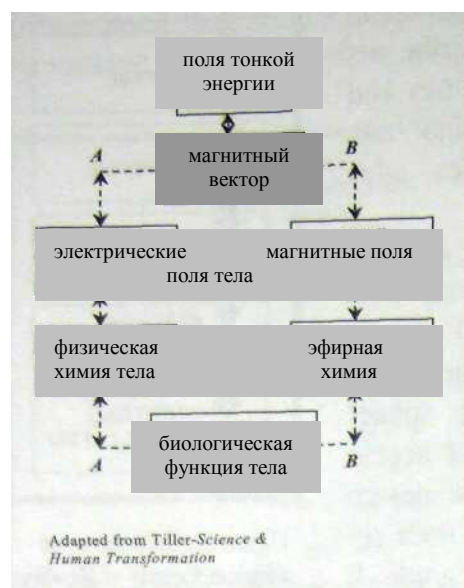 поля тонкой
энергии
A
B
магнитный
вектор
электрические магнитные поля
поля тела
физическая эфирная
химия тела химия
биологическая
функция тела
A
B
Adapted from Tiller-Science &
Human Transformation